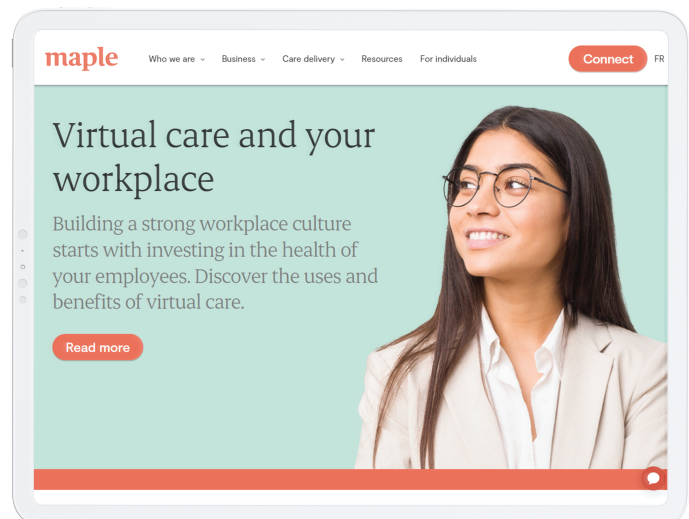 maple
Who we are Business Care delivery Resources For individuals Connect FR
Virtual care and your
workplace
Building a strong workplace culture
starts with investing in the health of
your employees. Discover the uses and
benefits of virtual care.
Read more